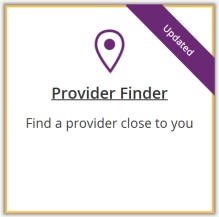 Updated
Provider Finder
Find a provider close to you